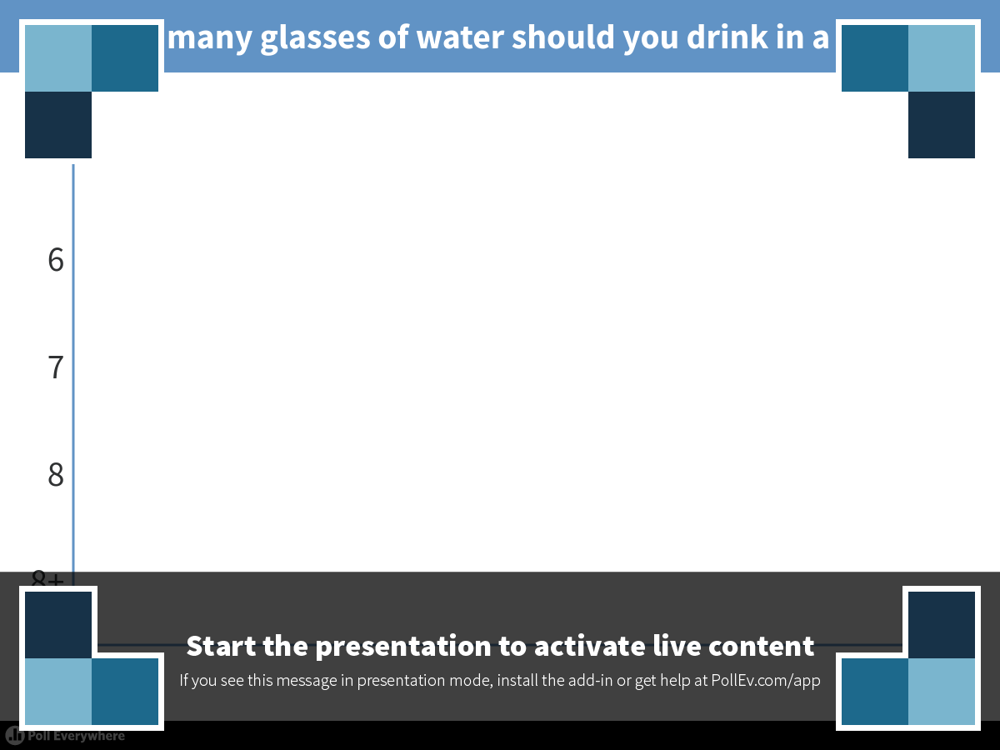 many glasses of water should you drink in a
6
7
8
8+
Start the presentation to activate live content
If you see this message in presentation mode, install the add-in or get help at PollEv.com/app
Poll Everywhere